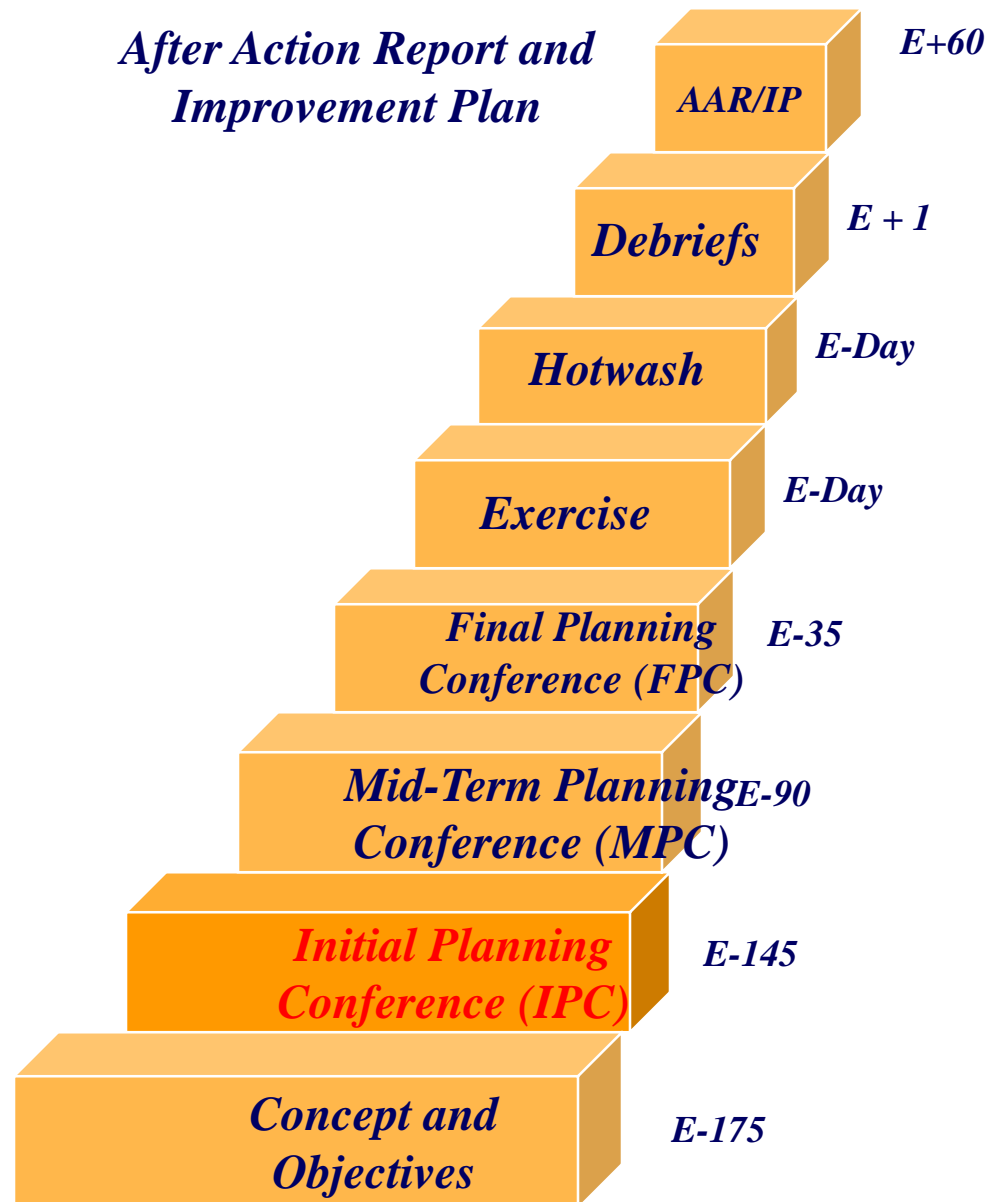 After Action Report and
Improvement Plan
E+60
AAR/IP
E + 1
Debriefs
E-Day
Hotwash
E-Day
Exercise
Final Planning
Conference (FPC)
E-35
Mid-Term Planning
Conference (MPC)
E-90
Initial Planning
Conference (IPC)
E-145
Concept and
Objectives
E-175